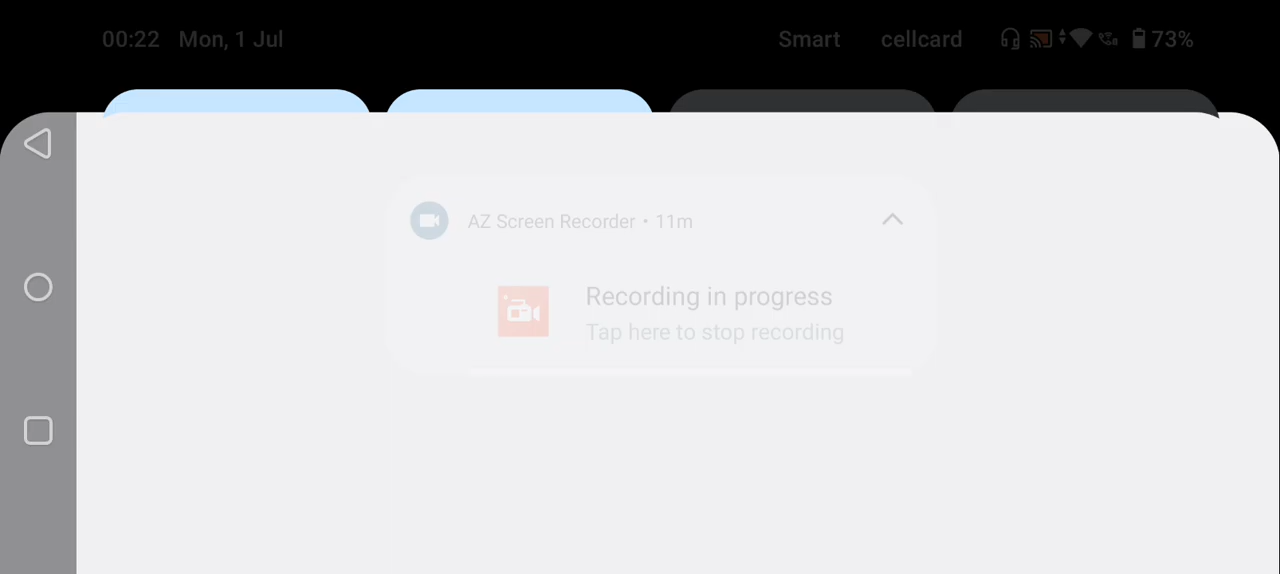 00:22 Mon, 1 Jul Smart cellcard 73%
AZ Screen Recorder • 11m
Recording in progress
Tap here to stop recording